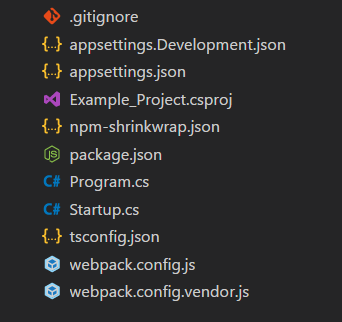 .gitignore
appsettings.Development.json
appsettings.json
Example_Project.csproj
npm-shrinkwrap.json
package.json
Program.cs
Startup.cs
tsconfig.json
webpack.config.js
webpack.config.vendor.js